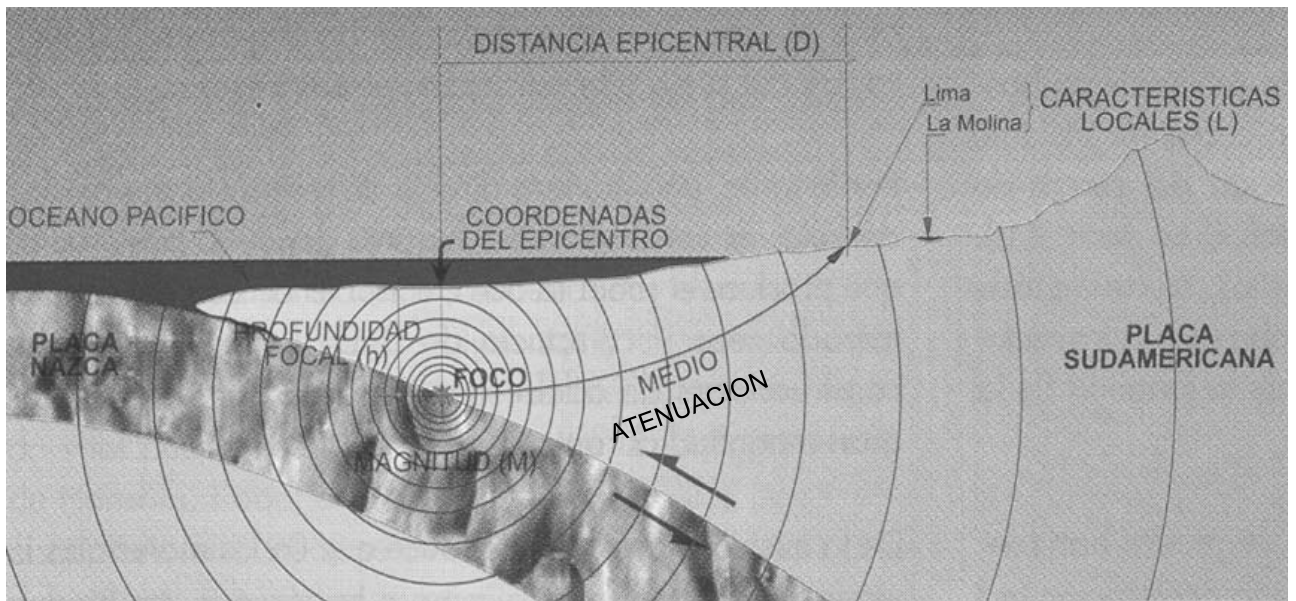 DISTANCIA EPICENTRAL (D)
Lima
La Molina
CARACTERISTICAS
LOCALES (L)
OCEANO PACIFICO
COORDENADAS
DEL EPICENTRO
PROFUNDIDAD
FOCAL (h)
PLACA
NAZCA
FOCO
MEDIO
ATENUACION
PLACA
SUDAMERICANA
MAGNITUD (M)